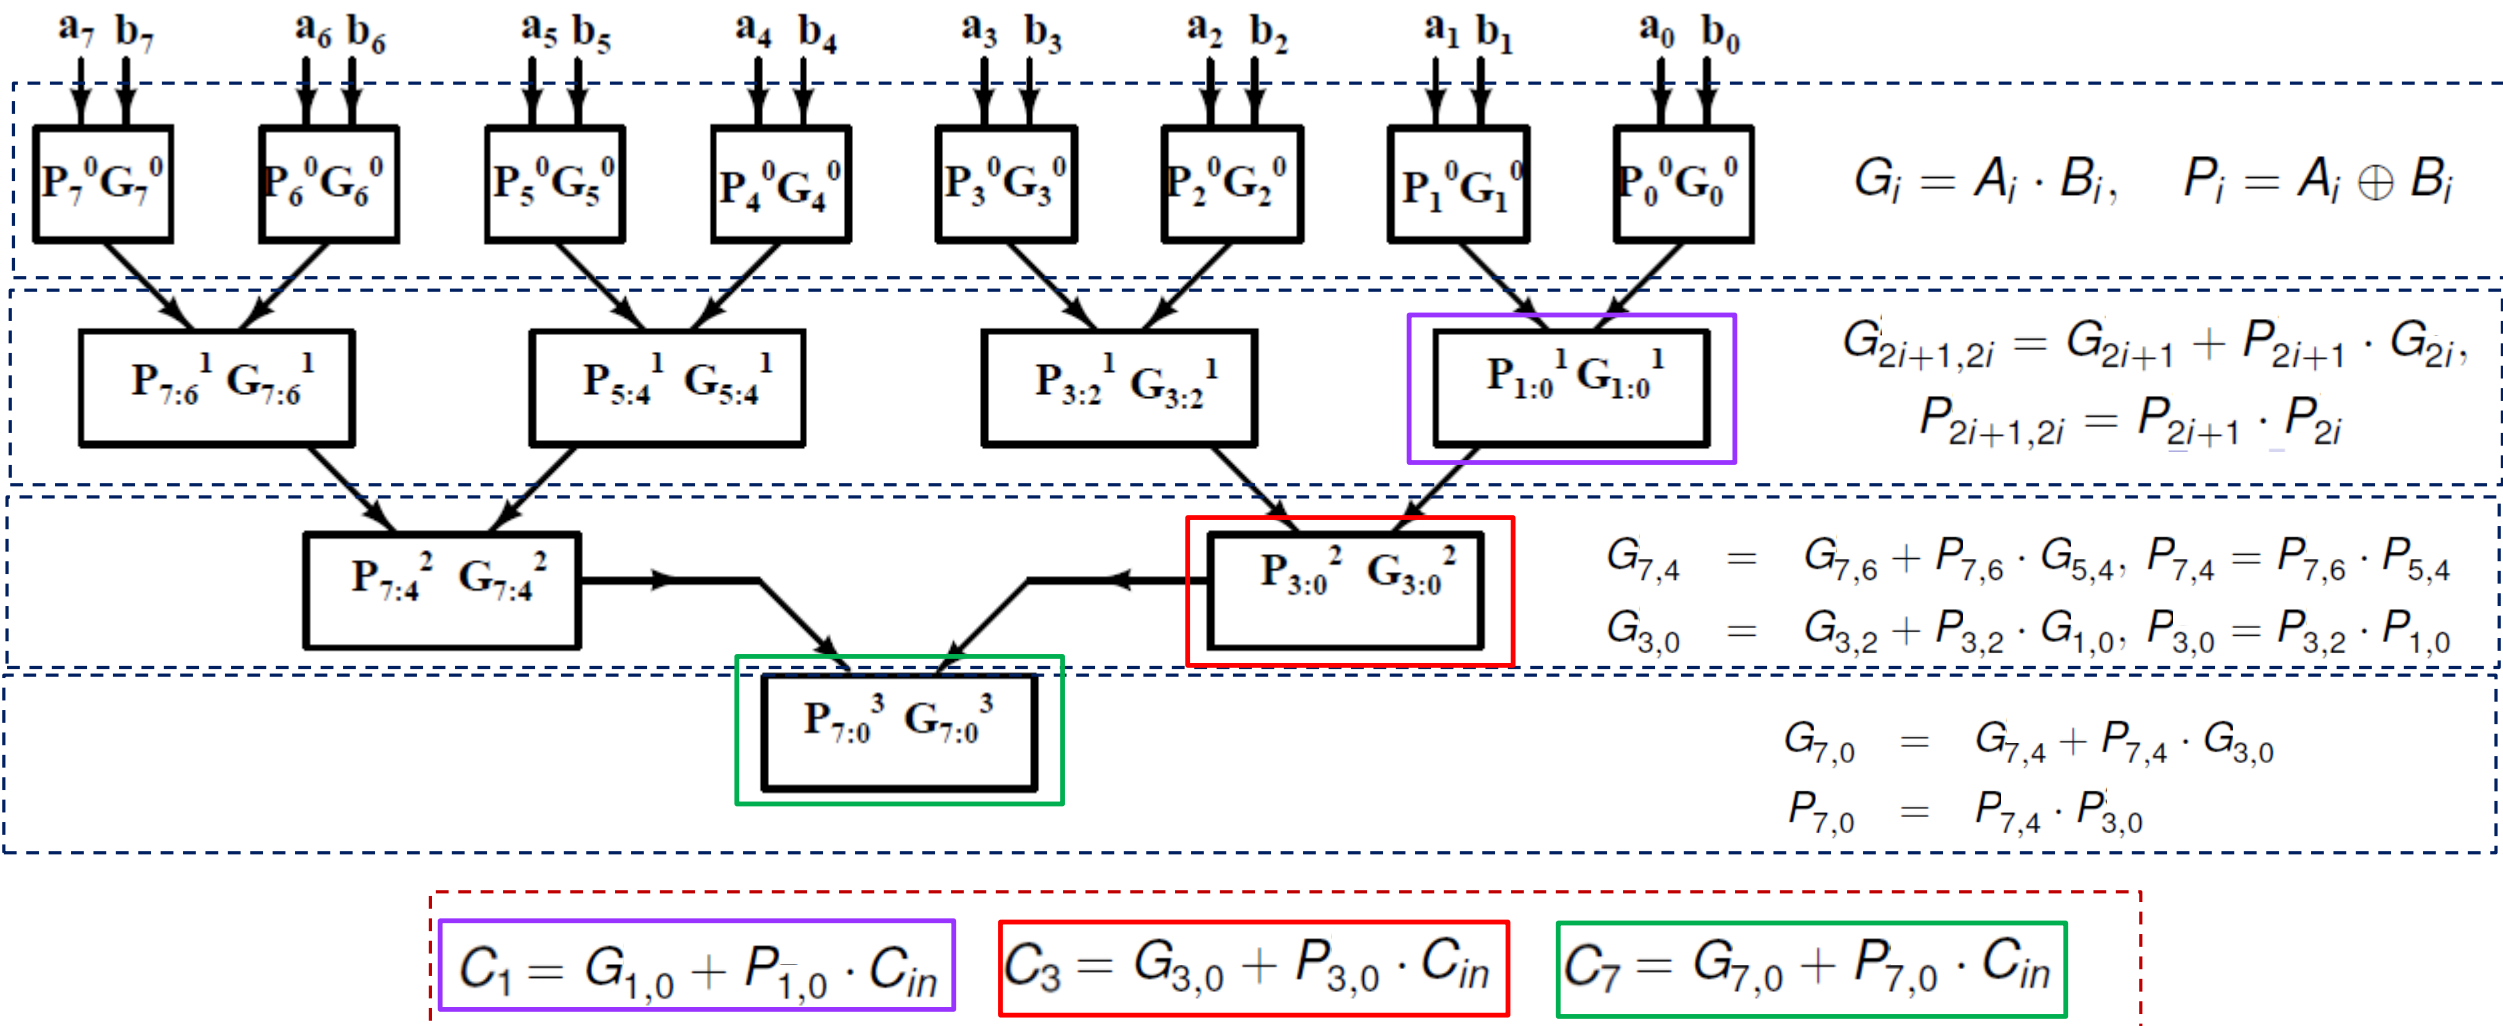 a₇ b₇ a₆ b₆ a₅ b₅ a₄ b₄ a₃ b₃ a₂ b₂ a₁ b₁ a₀ b₀
P₇⁰G₇⁰ P₆⁰G₆⁰ P₅⁰G₅⁰ P₄⁰G₄⁰ P₃⁰G₃⁰ P₂⁰G₂⁰ P₁⁰G₁⁰ P₀⁰G₀⁰ Gᵢ = Aᵢ · Bᵢ, Pᵢ = Aᵢ ⊕ Bᵢ
P₇:₆¹ G₇:₆¹ P₅:₄¹ G₅:₄¹ P₃:₂¹ G₃:₂¹ P₁:₀¹ G₁:₀¹ G₂ᵢ₊₁,₂ᵢ = G₂ᵢ₊₁ + P₂ᵢ₊₁ · G₂ᵢ,
P₂ᵢ₊₁,₂ᵢ = P₂ᵢ₊₁ · P₂ᵢ
P₇:₄² G₇:₄² P₃:₀² G₃:₀² G₇,₄ = G₇,₆ + P₇,₆ · G₅,₄, P₇,₄ = P₇,₆ · P₅,₄
G₃,₀ = G₃,₂ + P₃,₂ · G₁,₀, P₃,₀ = P₃,₂ · P₁,₀
P₇:₀³ G₇:₀³ G₇,₀ = G₇,₄ + P₇,₄ · G₃,₀
P₇,₀ = P₇,₄ · P₃,₀
C₁ = G₁,₀ + P₁,₀ · Cᵢₙ C₃ = G₃,₀ + P₃,₀ · Cᵢₙ C₇ = G₇,₀ + P₇,₀ · Cᵢₙ